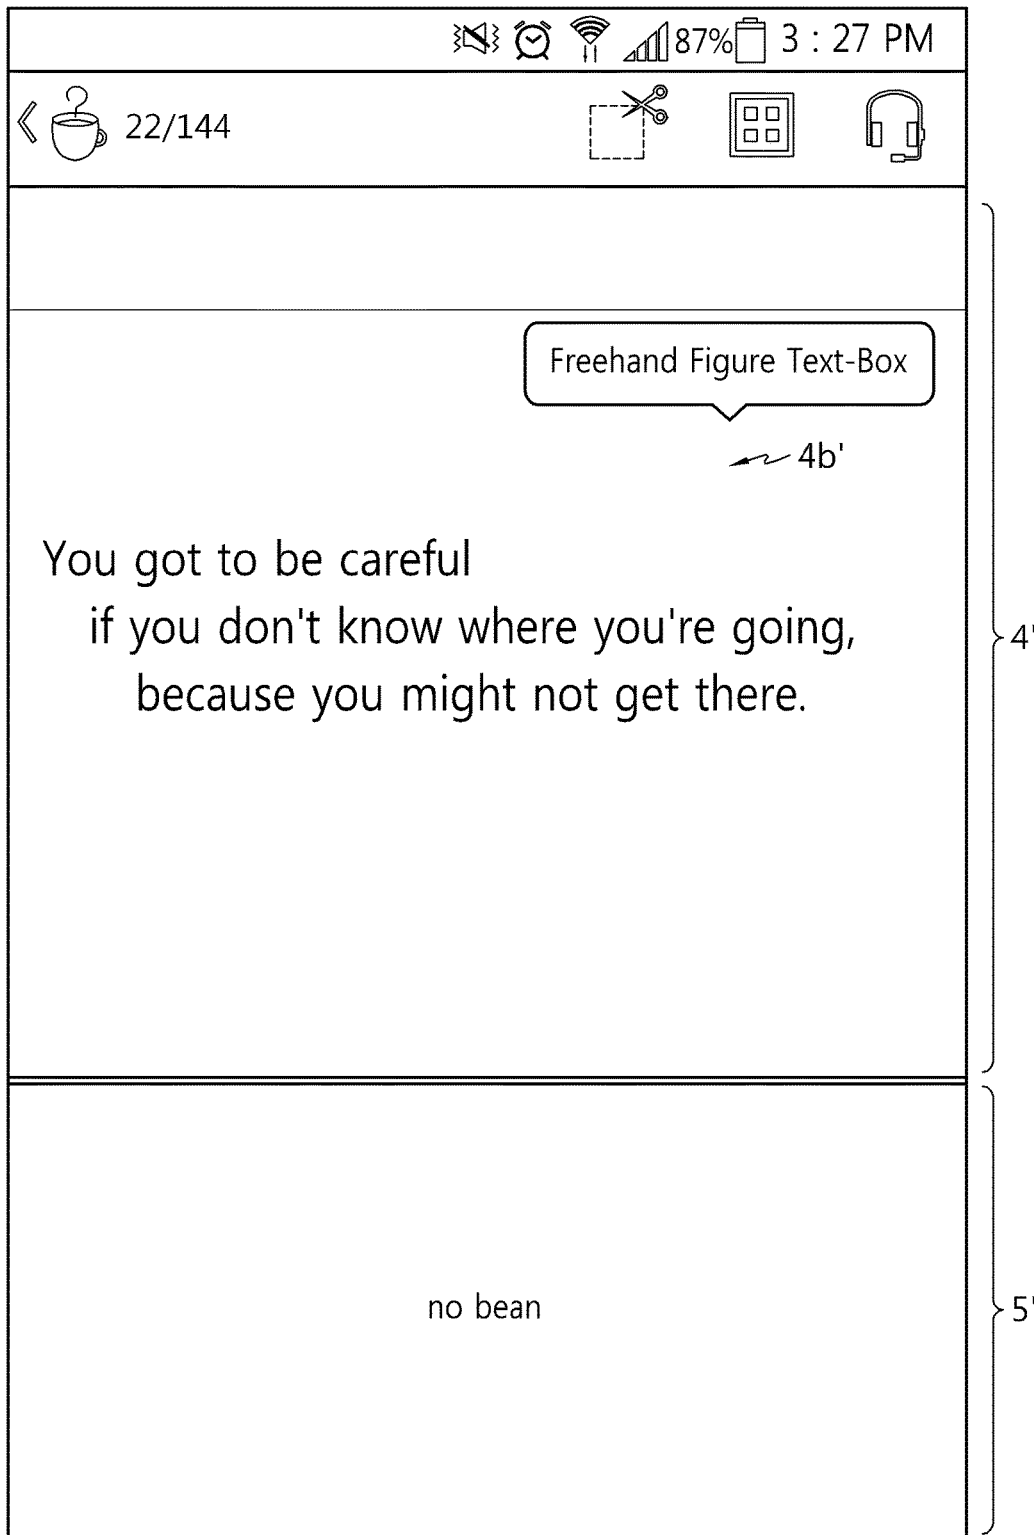 87% 3 : 27 PM
22/144
Freehand Figure Text-Box
4b'
You got to be careful
if you don't know where you're going,
because you might not get there.
4'
no bean
5'